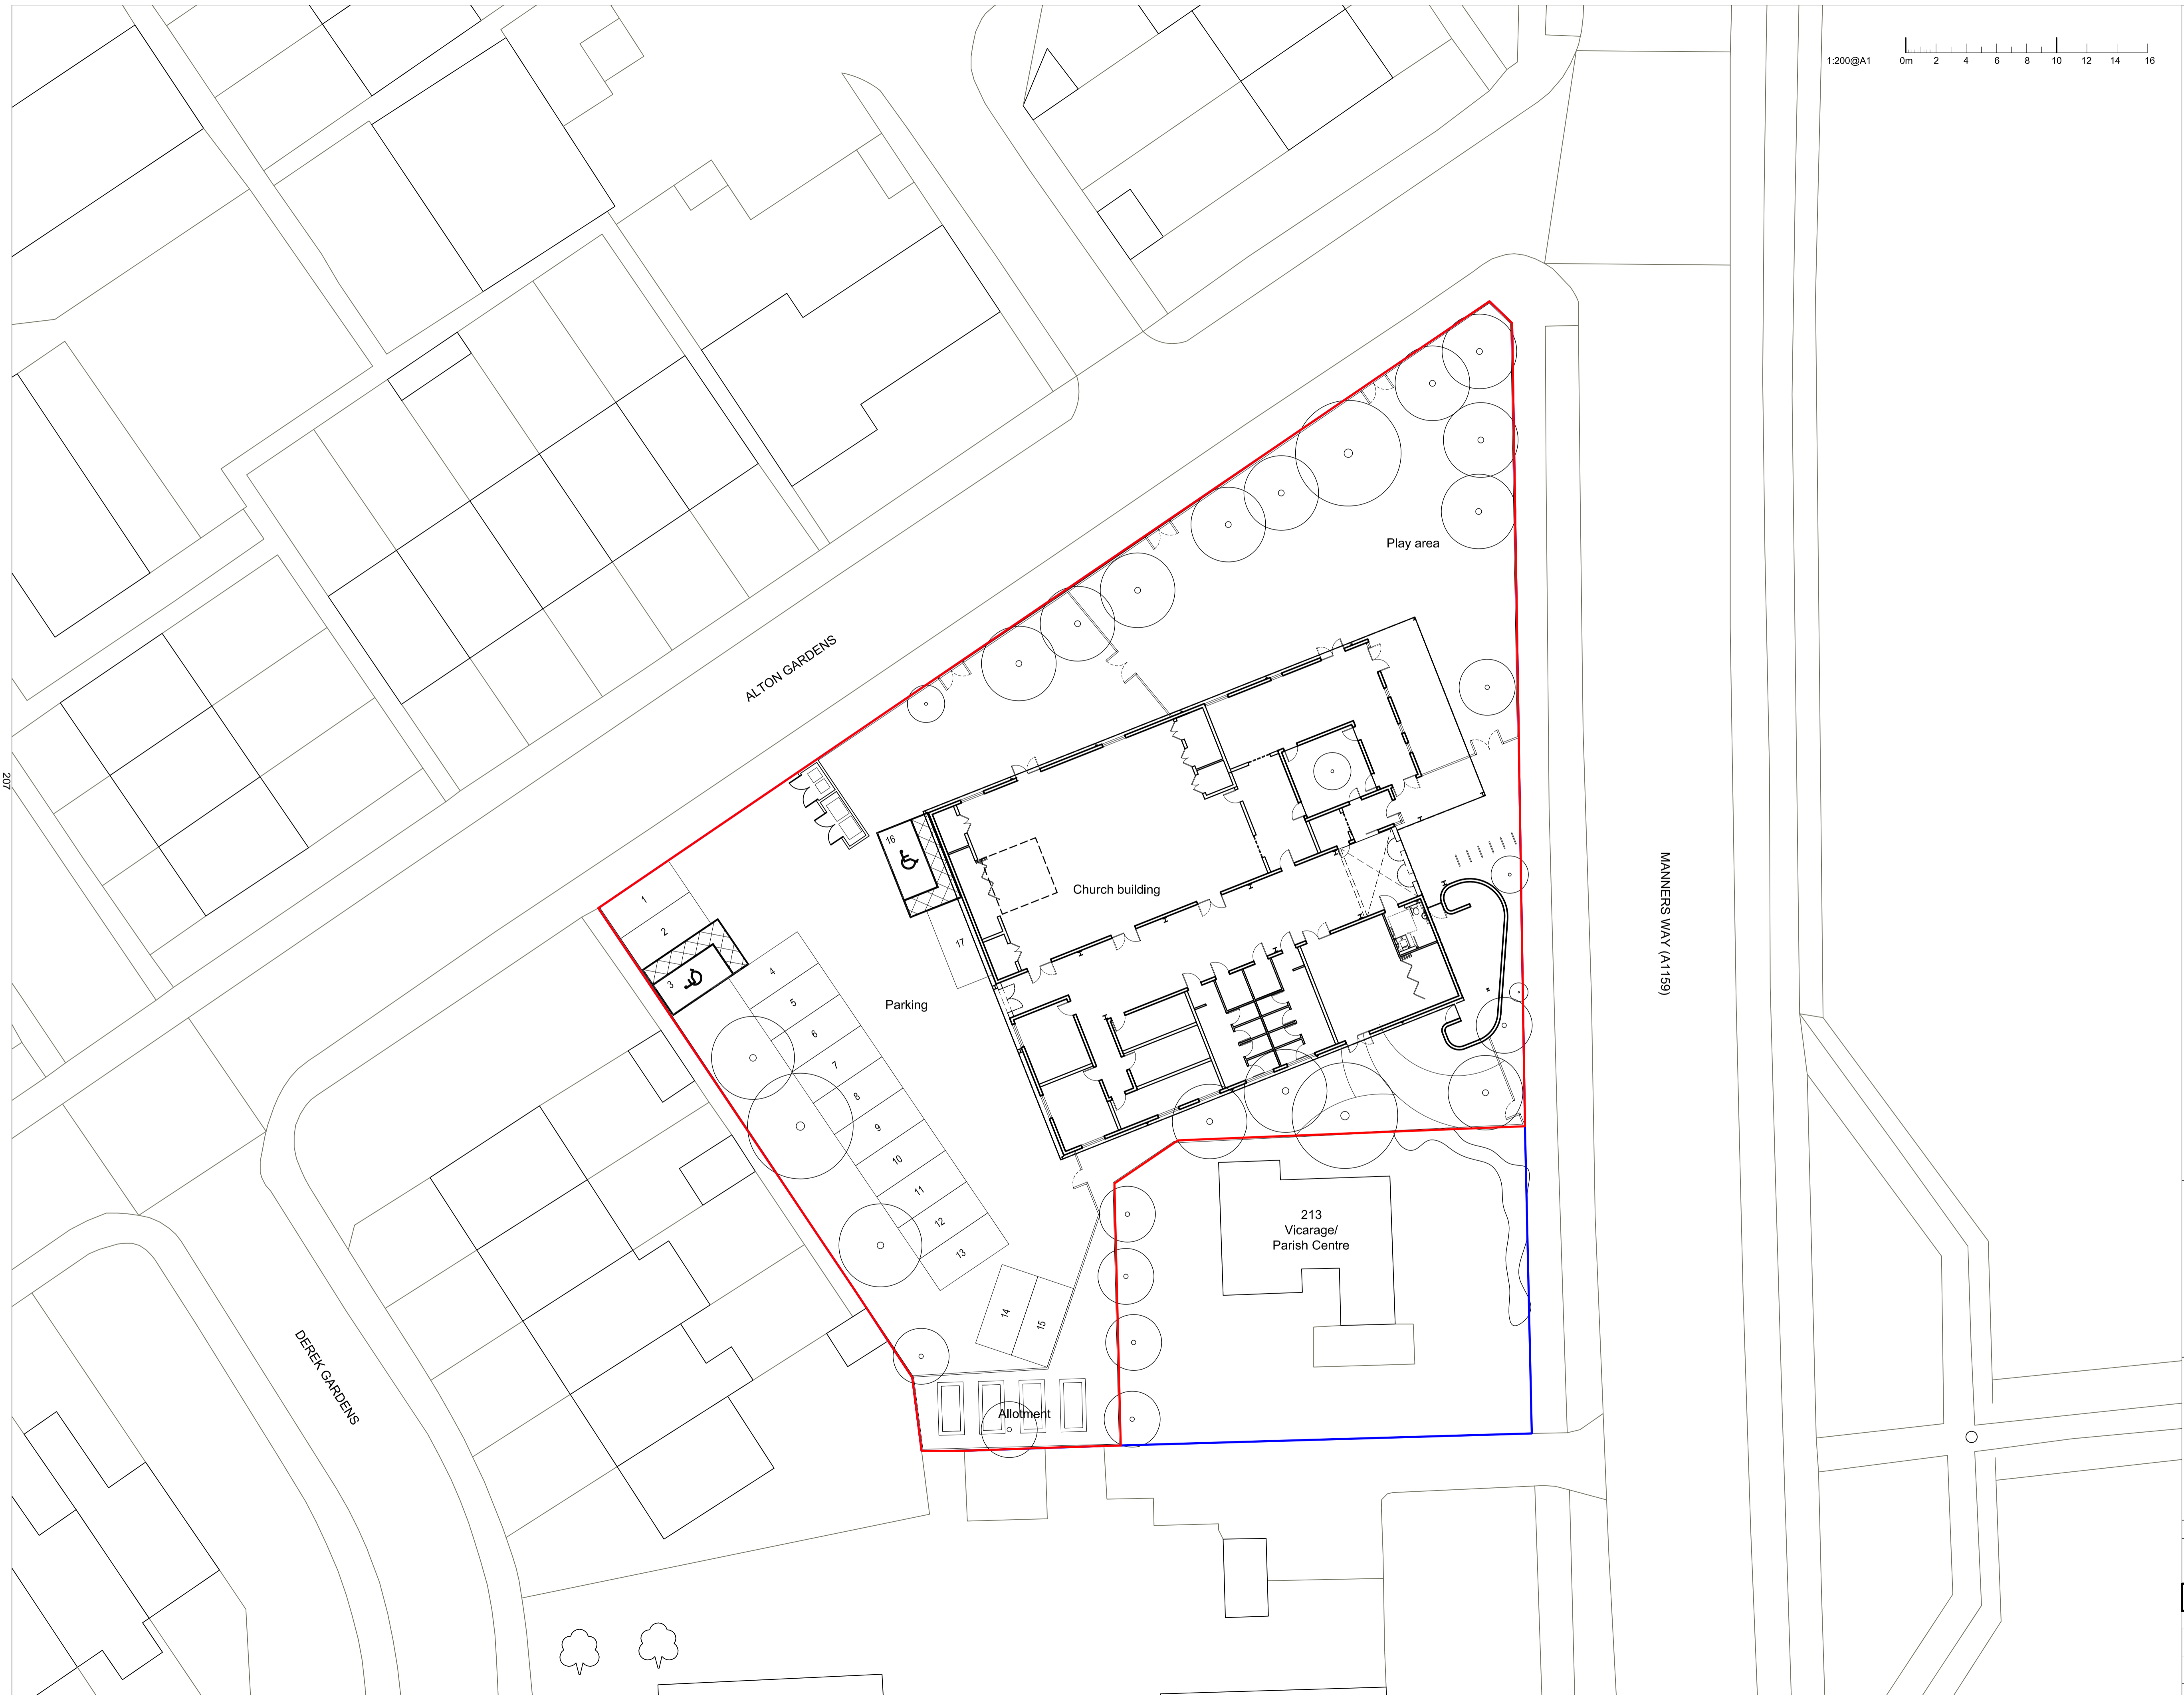 1:200@A1
0m 2 4 6 8 10 12 14 16
Play area
ALTON GARDENS
207
16
Church building
MANNERS WAY (A1159)
1
2
3
17
4
5
Parking
6
7
8
9
10
11
12
13
213
Vicarage/
Parish Centre
14
15
DEREK GARDENS
Allotment